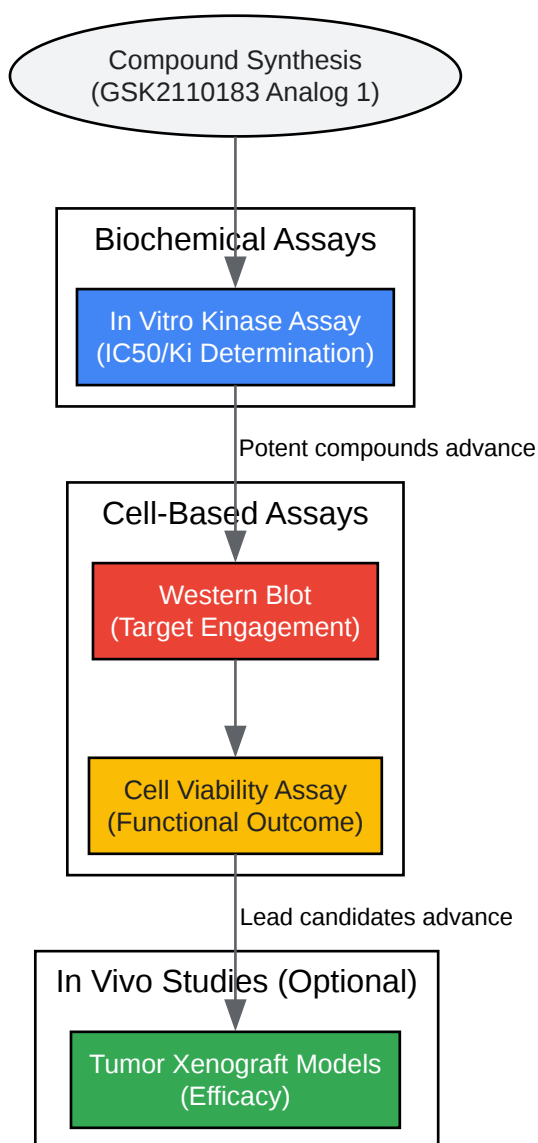 Compound Synthesis
(GSK2110183 Analog 1)
Biochemical Assays
In Vitro Kinase Assay
(IC50/Ki Determination)
Potent compounds advance
Cell-Based Assays
Western Blot
(Target Engagement)
Cell Viability Assay
(Functional Outcome)
Lead candidates advance
In Vivo Studies (Optional)
Tumor Xenograft Models
(Efficacy)